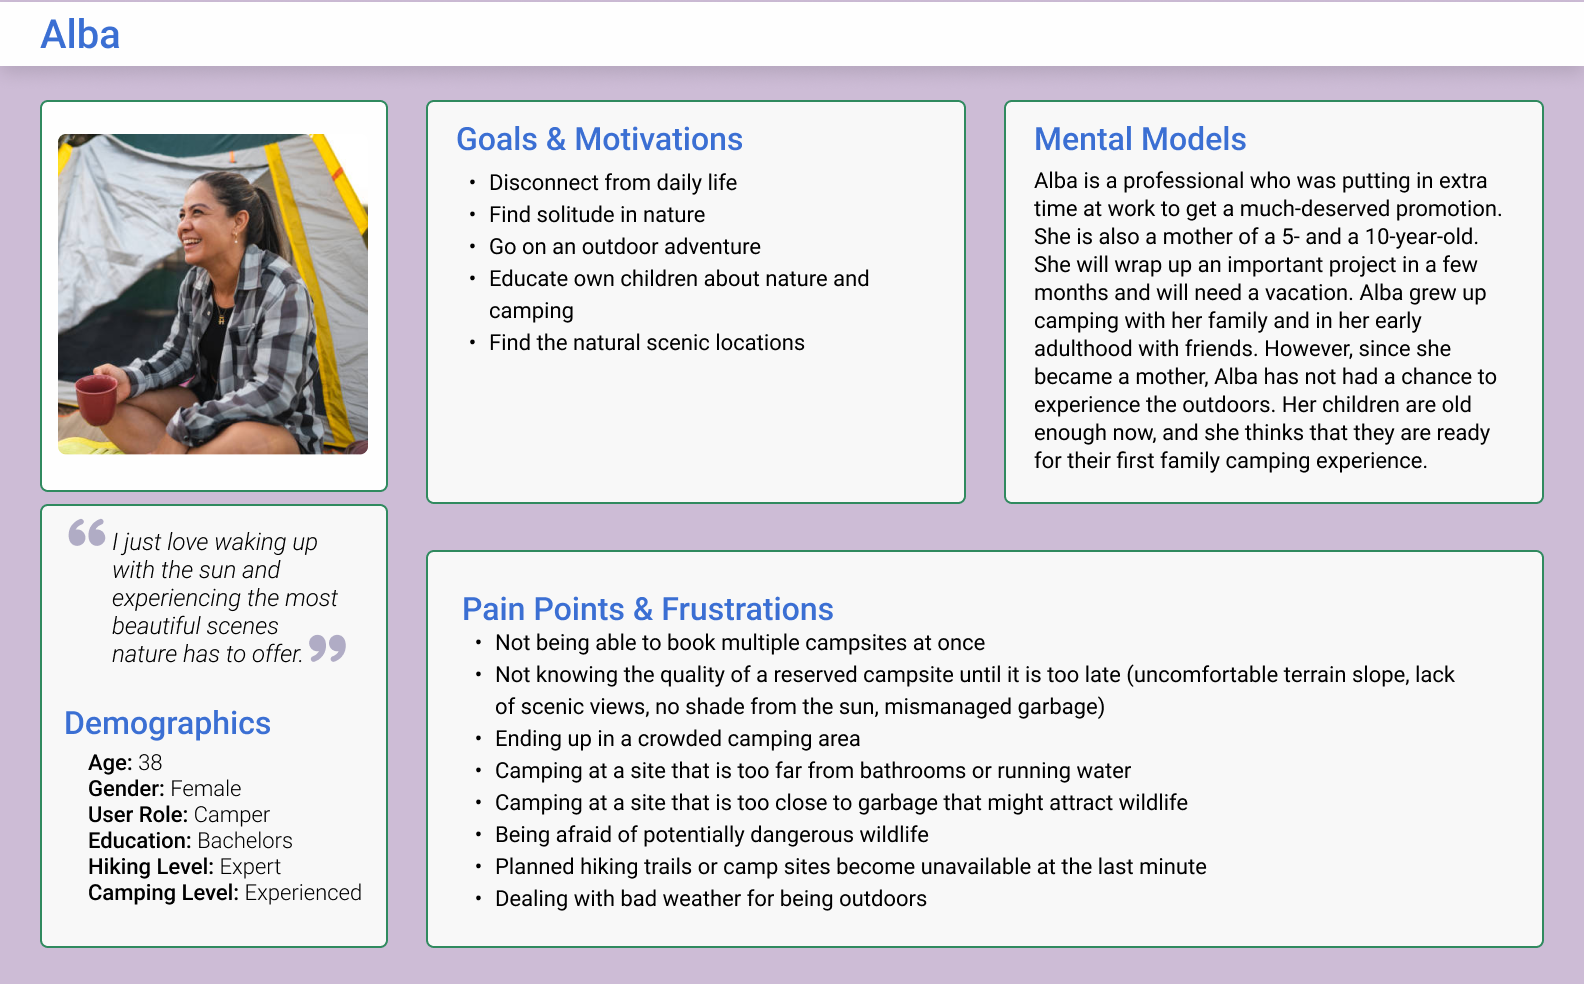 Alba
Goals & Motivations
• Disconnect from daily life
• Find solitude in nature
• Go on an outdoor adventure
• Educate own children about nature and
camping
• Find the natural scenic locations
Mental Models
Alba is a professional who was putting in extra
time at work to get a much-deserved promotion.
She is also a mother of a 5- and a 10-year-old.
She will wrap up an important project in a few
months and will need a vacation. Alba grew up
camping with her family and in her early
adulthood with friends. However, since she
became a mother, Alba has not had a chance to
experience the outdoors. Her children are old
enough now, and she thinks that they are ready
for their first family camping experience.
“ I just love waking up
with the sun and
experiencing the most
beautiful scenes
nature has to offer. ”
Demographics
Age: 38
Gender: Female
User Role: Camper
Education: Bachelors
Hiking Level: Expert
Camping Level: Experienced
Pain Points & Frustrations
• Not being able to book multiple campsites at once
• Not knowing the quality of a reserved campsite until it is too late (uncomfortable terrain slope, lack
of scenic views, no shade from the sun, mismanaged garbage)
• Ending up in a crowded camping area
• Camping at a site that is too far from bathrooms or running water
• Camping at a site that is too close to garbage that might attract wildlife
• Being afraid of potentially dangerous wildlife
• Planned hiking trails or camp sites become unavailable at the last minute
• Dealing with bad weather for being outdoors